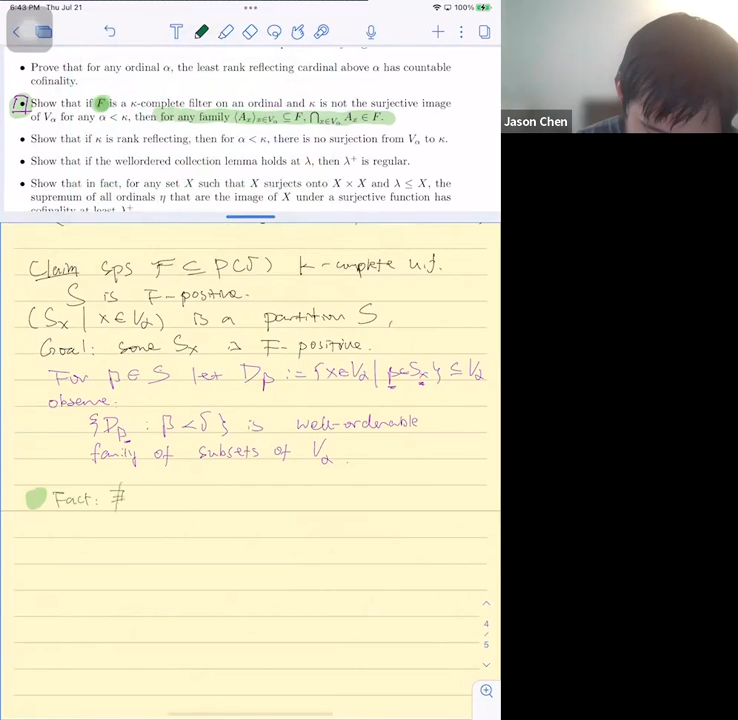 6:43 PM Thu Jul 21
100%
• Prove that for any ordinal α, the least rank reflecting cardinal above α has countable
cofinality.
• Show that if F is a κ-complete filter on an ordinal and κ is not the surjective image
of V_α for any α < κ, then for any family ⟨A_x⟩_{x∈V_α} ⊆ F, ⋂_{x∈V_α} A_x ∈ F.
• Show that if κ is rank reflecting, then for α < κ, there is no surjection from V_α to κ.
• Show that if the wellordered collection lemma holds at λ, then λ⁺ is regular.
• Show that in fact, for any set X such that X surjects onto X × X and λ ≤ X, the
supremum of all ordinals η that are the image of X under a surjective function has
cofinality at least λ⁺
Claim sps F ⊆ P(δ) k-complete u.f.
S is F-positive.
(S_x | x ∈ V_α) is a partition S,
Goal: some S_x is F-positive.
For β ∈ S let D_β := {x ∈ V_α | β ∈ S_x} ⊆ V_α
observe.
{D_β : β < δ} is well-orderable
family of subsets of V_α.
Fact: ∄
4
5
Jason Chen